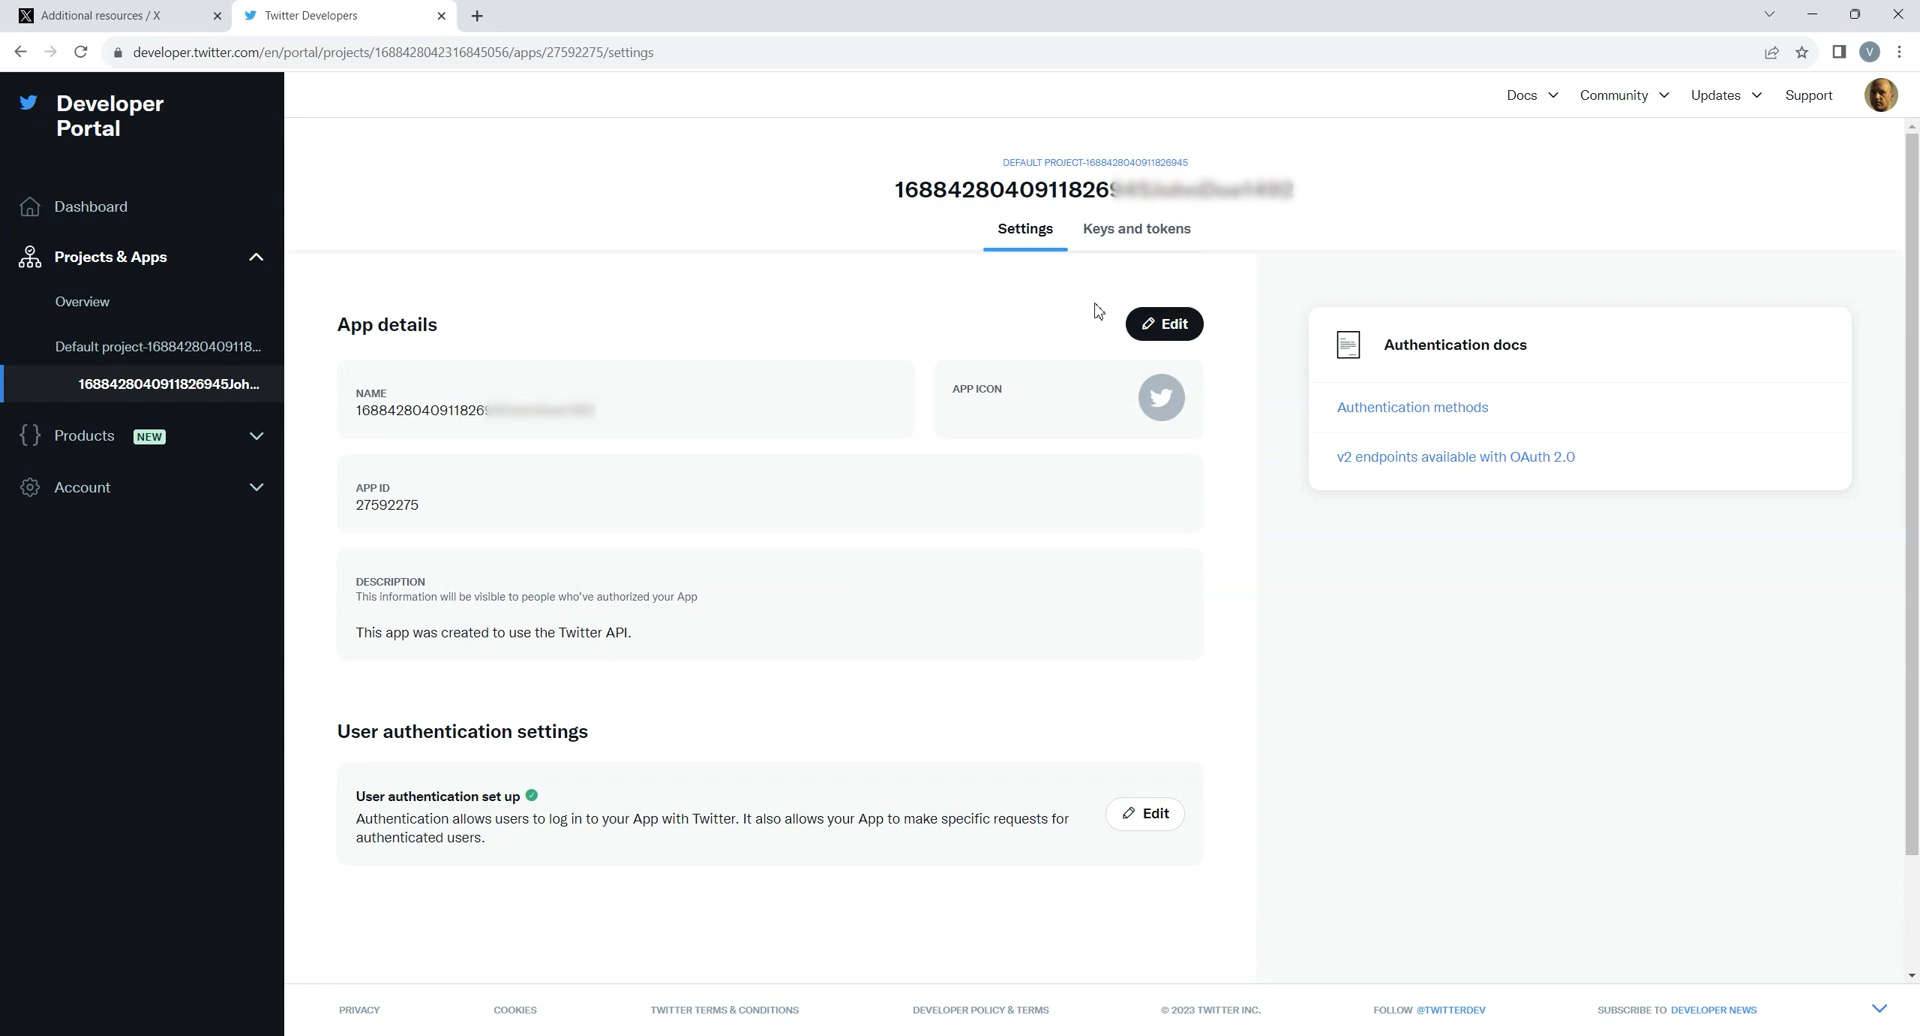 Additional resources / X
Twitter Developers
developer.twitter.com/en/portal/projects/1688428042316845056/apps/27592275/settings
V
Developer
Portal
Docs
Community
Updates
Support
Dashboard
Projects & Apps
Overview
Default project-16884280409118...
1688428040911826945Joh...
Products NEW
Account
DEFAULT PROJECT-1688428040911826945
1688428040911826
Settings
Keys and tokens
App details
Edit
NAME
1688428040911826
APP ICON
APP ID
27592275
DESCRIPTION
This information will be visible to people who've authorized your App
This app was created to use the Twitter API.
User authentication settings
User authentication set up
Authentication allows users to log in to your App with Twitter. It also allows your App to make specific requests for
authenticated users.
Edit
Authentication docs
Authentication methods
v2 endpoints available with OAuth 2.0
PRIVACY
COOKIES
TWITTER TERMS & CONDITIONS
DEVELOPER POLICY & TERMS
© 2023 TWITTER INC.
FOLLOW @TWITTERDEV
SUBSCRIBE TO DEVELOPER NEWS